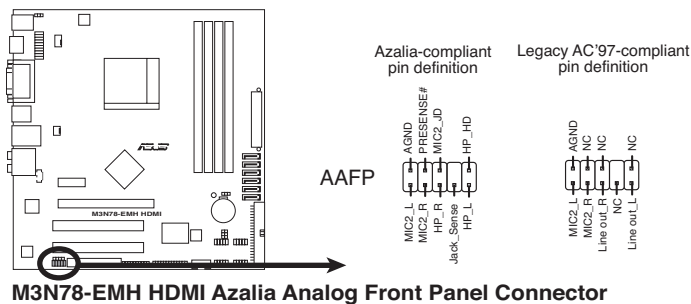 Azalia-compliant
pin definition
Legacy AC'97-compliant
pin definition
AGND
PRESENSE#
MIC2_JD
HP_HD
AGND
NC
NC
NC
AAFP
MIC2_L
MIC2_R
HP_R
Jack_Sense
HP_L
MIC2_L
MIC2_R
Line out_R
NC
Line out_L
ASUS
M3N78-EMH HDMI
M3N78-EMH HDMI Azalia Analog Front Panel Connector